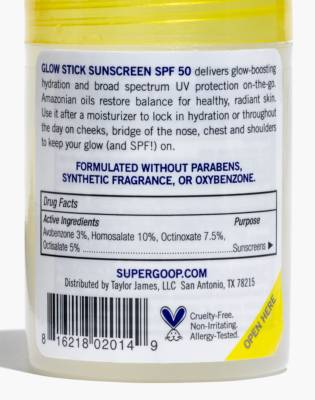 GLOW STICK SUNSCREEN SPF 50 delivers glow-boosting
hydration and broad spectrum UV protection on-the-go.
Amazonian oils restore balance for healthy, radiant skin.
Use it after a moisturizer to lock in hydration or throughout
the day on cheeks, bridge of the nose, chest and shoulders
to keep your glow (and SPF!) on.
FORMULATED WITHOUT PARABENS,
SYNTHETIC FRAGRANCE, OR OXYBENZONE.
Drug Facts
Active Ingredients Purpose
Avobenzone 3%, Homosalate 10%, Octinoxate 7.5%,
Octisalate 5% ........................................Sunscreens ▶
SUPERGOOP.COM
Distributed by Taylor James, LLC San Antonio, TX 78215
Cruelty-Free.
Non-Irritating.
Allergy-Tested.
OPEN HERE
8 16218 02014 9